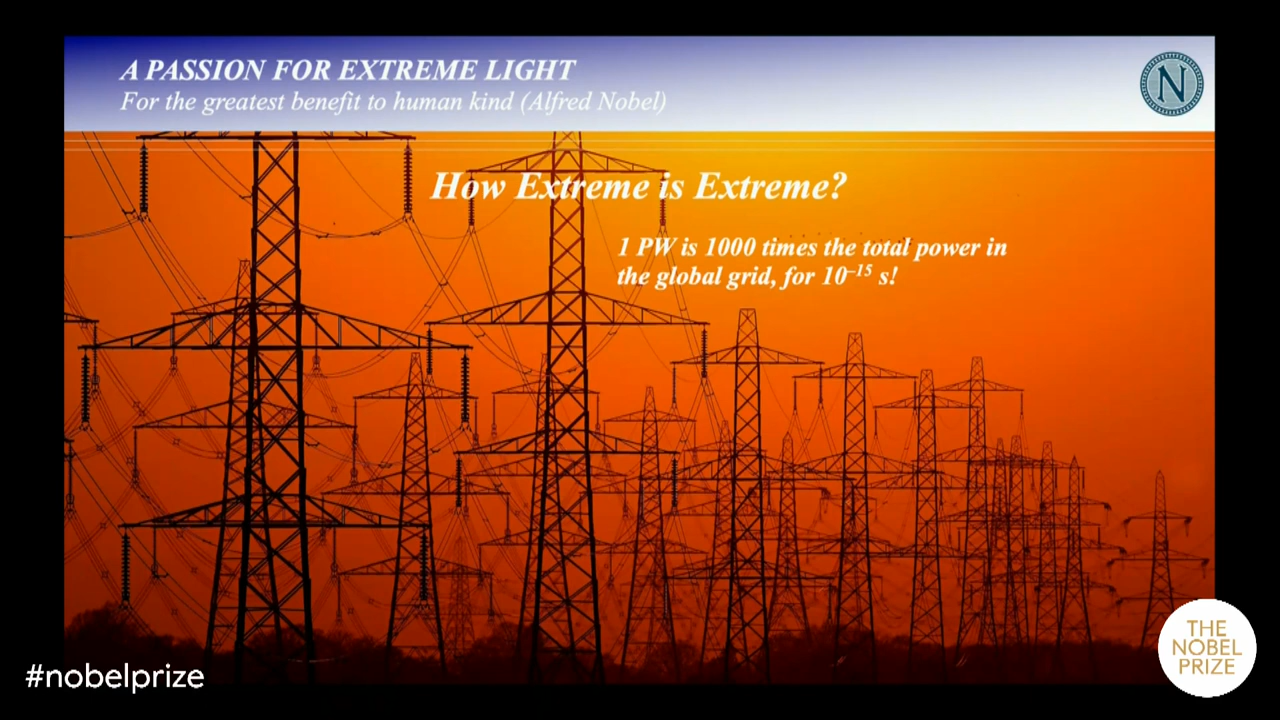 A PASSION FOR EXTREME LIGHT
For the greatest benefit to human kind (Alfred Nobel)
N
How Extreme is Extreme?
1 PW is 1000 times the total power in
the global grid, for 10⁻¹⁵ s!
#nobelprize
THE
NOBEL
PRIZE